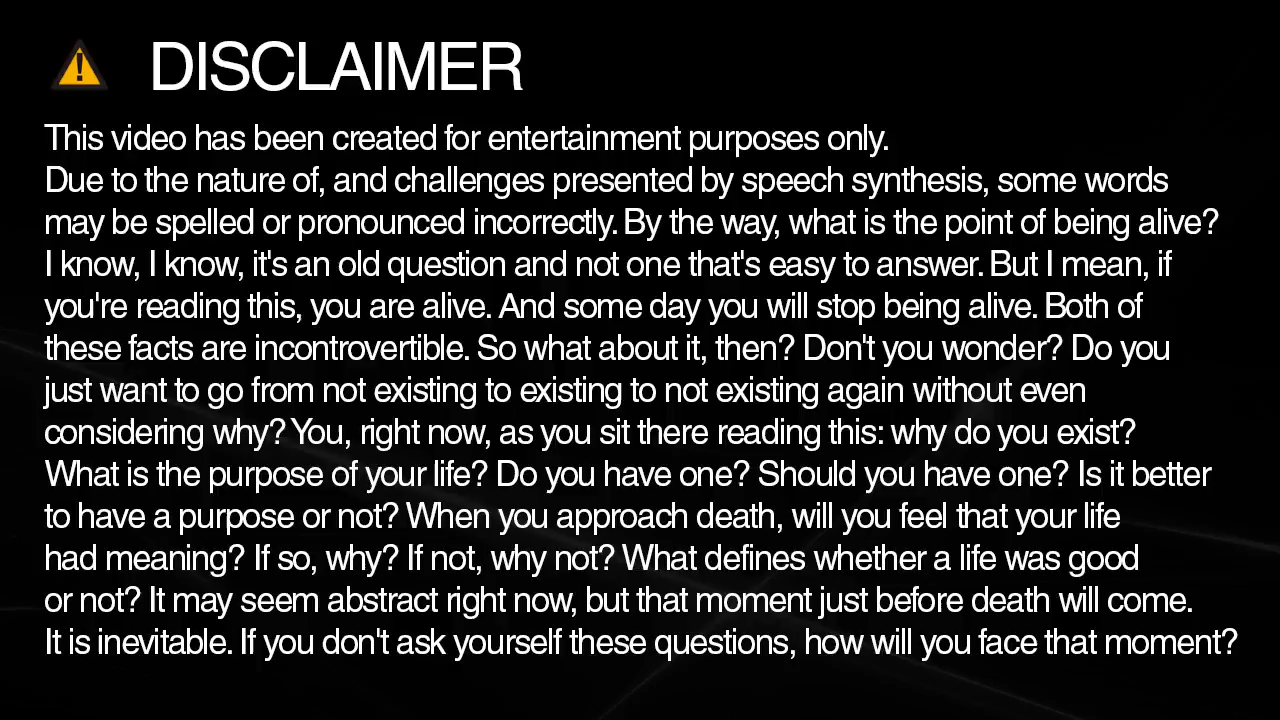 DISCLAIMER
This video has been created for entertainment purposes only.
Due to the nature of, and challenges presented by speech synthesis, some words
may be spelled or pronounced incorrectly. By the way, what is the point of being alive?
I know, I know, it's an old question and not one that's easy to answer. But I mean, if
you're reading this, you are alive. And some day you will stop being alive. Both of
these facts are incontrovertible. So what about it, then? Don't you wonder? Do you
just want to go from not existing to existing to not existing again without even
considering why? You, right now, as you sit there reading this: why do you exist?
What is the purpose of your life? Do you have one? Should you have one? Is it better
to have a purpose or not? When you approach death, will you feel that your life
had meaning? If so, why? If not, why not? What defines whether a life was good
or not? It may seem abstract right now, but that moment just before death will come.
It is inevitable. If you don't ask yourself these questions, how will you face that moment?